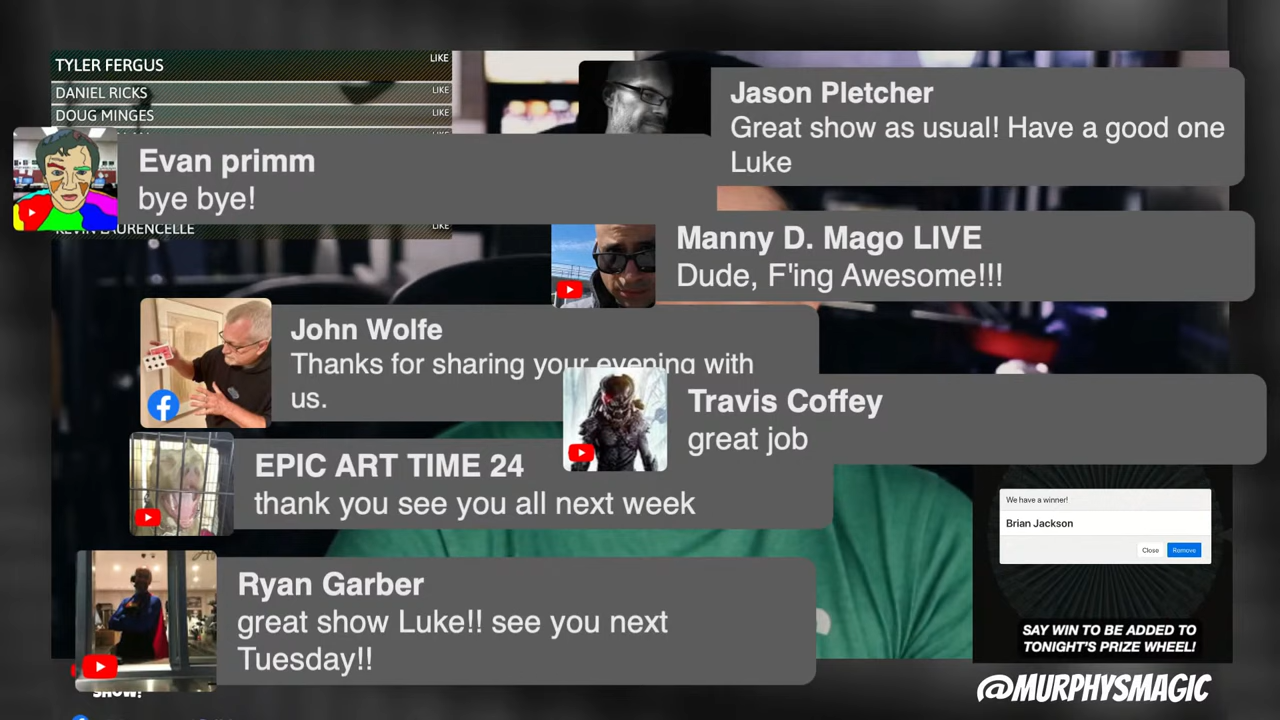 TYLER FERGUS
LIKE
DANIEL RICKS
LIKE
DOUG MINGES
LIKE
Jason Pletcher
Great show as usual! Have a good one
Luke
Evan primm
bye bye!
LAURENCELLE
LIKE
Manny D. Mago LIVE
Dude, F'ing Awesome!!!
John Wolfe
Thanks for sharing your evening with
us.
Travis Coffey
great job
EPIC ART TIME 24
thank you see you all next week
We have a winner!
Brian Jackson
Close
Remove
Ryan Garber
great show Luke!! see you next
Tuesday!!
SAY WIN TO BE ADDED TO
TONIGHT'S PRIZE WHEEL!
SHOW!
@MURPHYSMAGIC